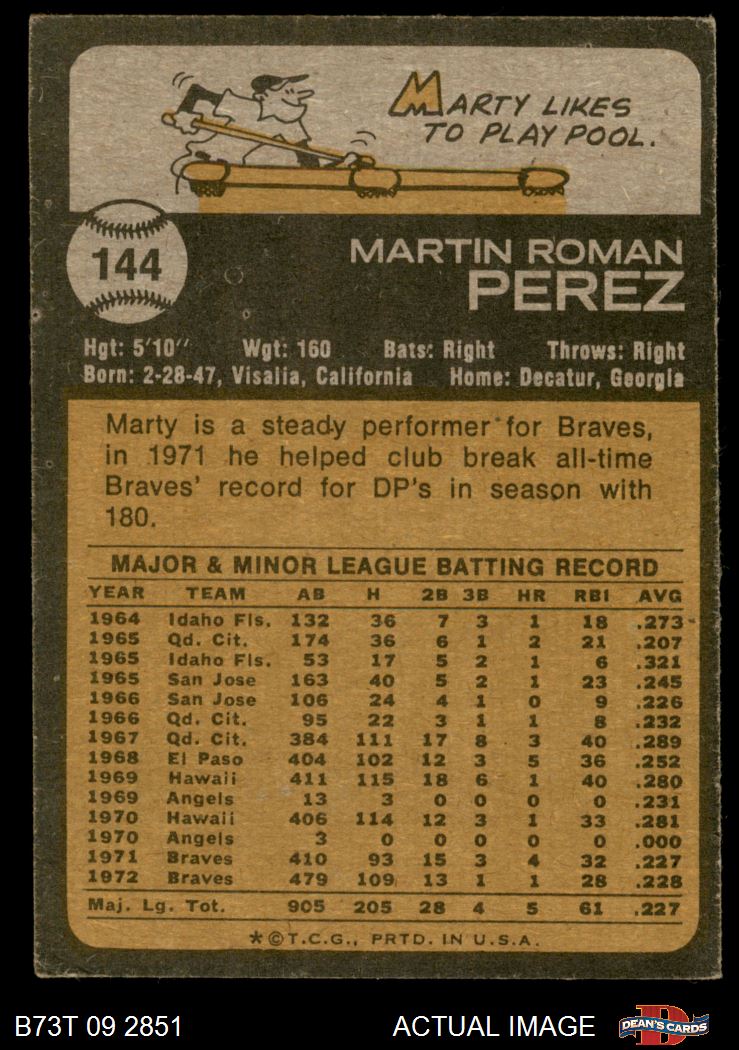 MARTY LIKES
TO PLAY POOL.
144
MARTIN ROMAN
PEREZ
Hgt: 5'10" Wgt: 160 Bats: Right Throws: Right
Born: 2-28-47, Visalia, California Home: Decatur, Georgia
Marty is a steady performer for Braves,
in 1971 he helped club break all-time
Braves' record for DP's in season with
180.
MAJOR & MINOR LEAGUE BATTING RECORD
YEAR TEAM AB H 2B 3B HR RBI AVG
1964 Idaho Fls. 132 36 7 3 1 18 .273
1965 Qd. Cit. 174 36 6 1 2 21 .207
1965 Idaho Fls. 53 17 5 2 1 6 .321
1965 San Jose 163 40 5 2 1 23 .245
1966 San Jose 106 24 4 1 0 9 .226
1966 Qd. Cit. 95 22 3 1 1 8 .232
1967 Qd. Cit. 384 111 17 8 3 40 .289
1968 El Paso 404 102 12 3 5 36 .252
1969 Hawaii 411 115 18 6 1 40 .280
1969 Angels 13 3 0 0 0 0 .231
1970 Hawaii 406 114 12 3 1 33 .281
1970 Angels 3 0 0 0 0 0 .000
1971 Braves 410 93 15 3 4 32 .227
1972 Braves 479 109 13 1 1 28 .228
Maj. Lg. Tot. 905 205 28 4 5 61 .227
*©T.C.G., PRTD. IN U.S.A.
B73T 09 2851 ACTUAL IMAGE D DEAN'S CARDS